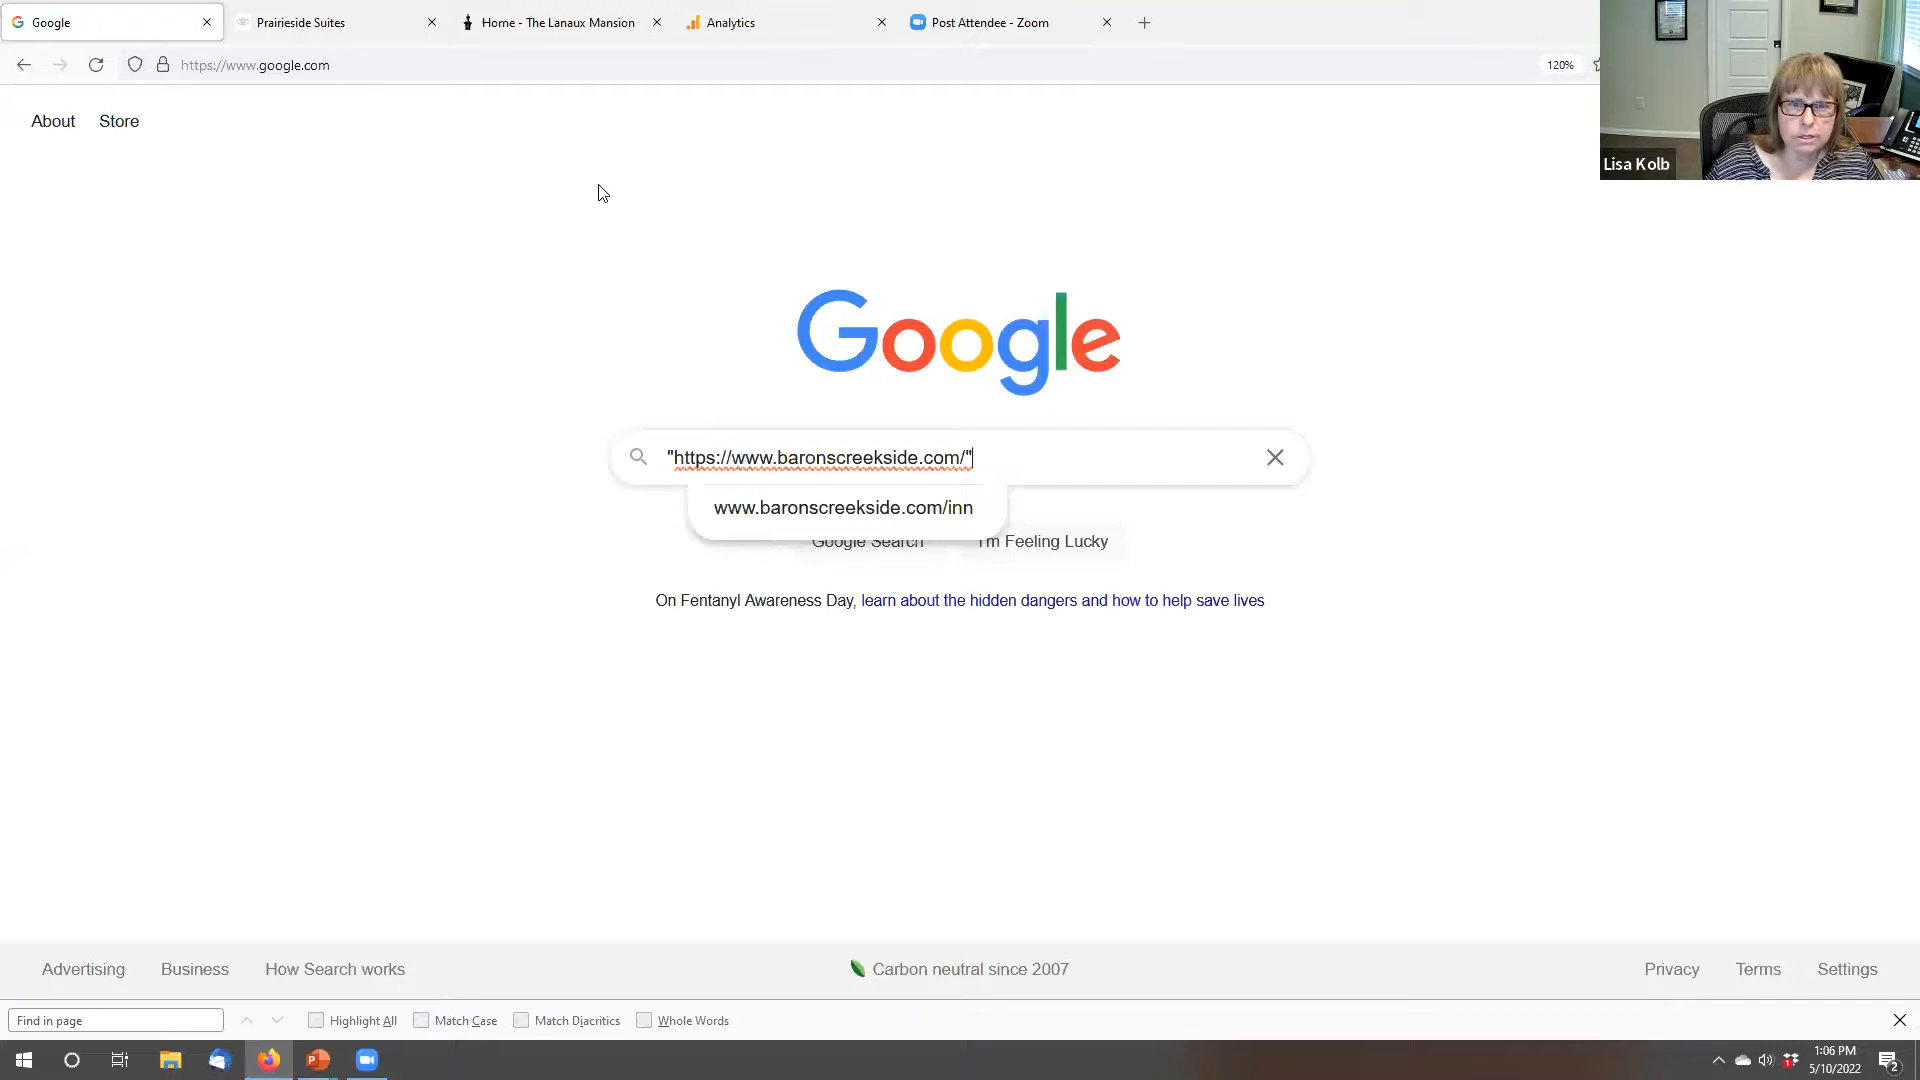 Google
Prairieside Suites
Home - The Lanaux Mansion
Analytics
Post Attendee - Zoom
https://www.google.com
120%
About
Store
Lisa Kolb
Google
"https://www.baronscreekside.com/"
www.baronscreekside.com/inn
Google Search
I'm Feeling Lucky
On Fentanyl Awareness Day, learn about the hidden dangers and how to help save lives
Advertising
Business
How Search works
Carbon neutral since 2007
Privacy
Terms
Settings
Find in page
Highlight All
Match Case
Match Diacritics
Whole Words
1:06 PM
5/10/2022
2